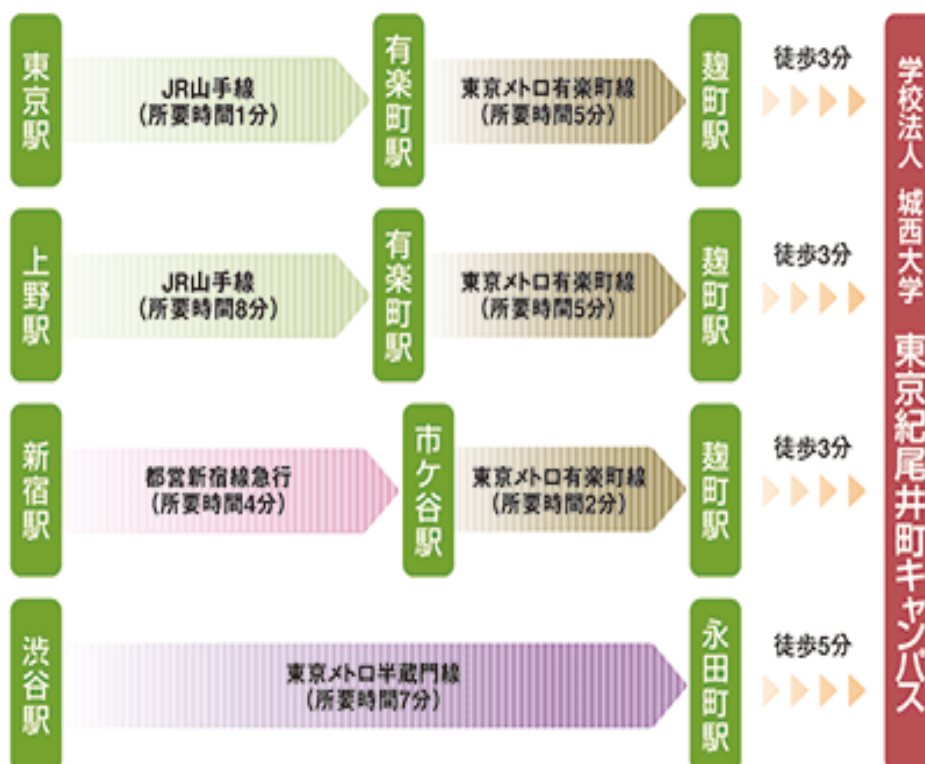 東京駅
JR山手線
(所要時間1分)
有楽町駅
東京メトロ有楽町線
(所要時間5分)
麹町駅
徒歩3分
上野駅
JR山手線
(所要時間8分)
有楽町駅
東京メトロ有楽町線
(所要時間5分)
麹町駅
徒歩3分
新宿駅
都営新宿線急行
(所要時間4分)
市ケ谷駅
東京メトロ有楽町線
(所要時間2分)
麹町駅
徒歩3分
渋谷駅
東京メトロ半蔵門線
(所要時間7分)
永田町駅
徒歩5分
学校法人 城西大学 東京紀尾井町キャンパス